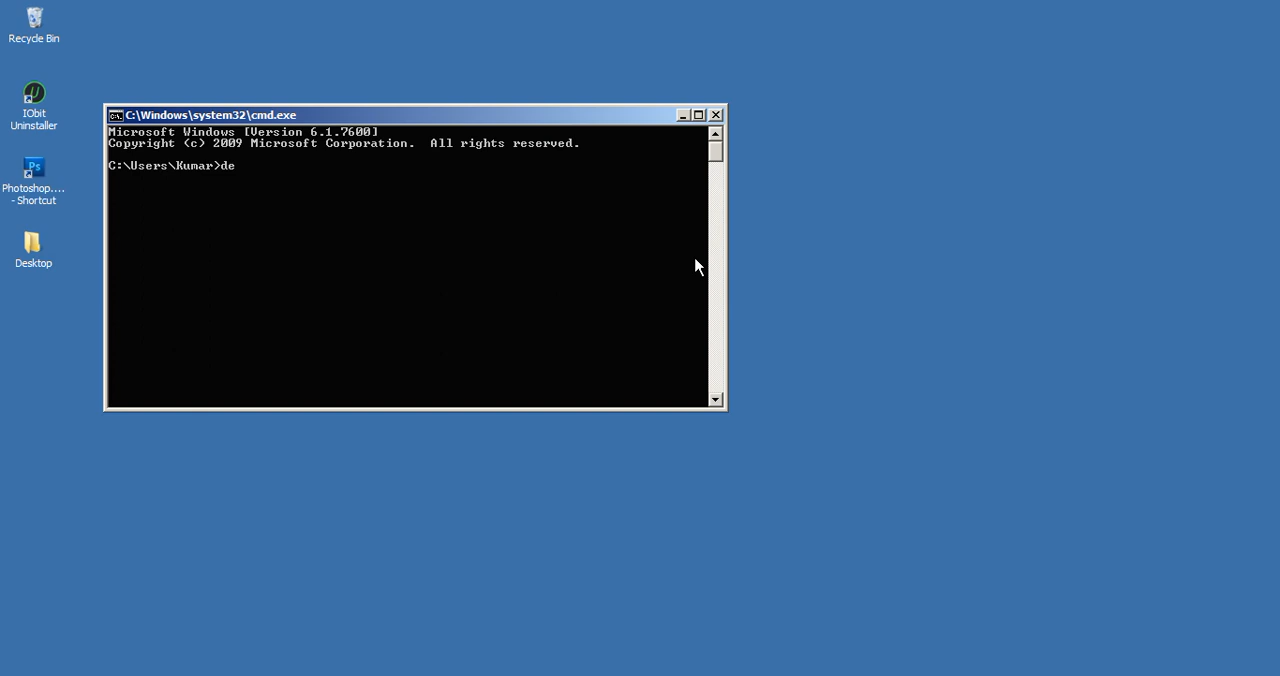 Recycle Bin
IObit
Uninstaller
Ps
Photoshop....
- Shortcut
Desktop
C:\Windows\system32\cmd.exe
Microsoft Windows [Version 6.1.7600]
Copyright (c) 2009 Microsoft Corporation.  All rights reserved.
C:\Users\Kumar>de